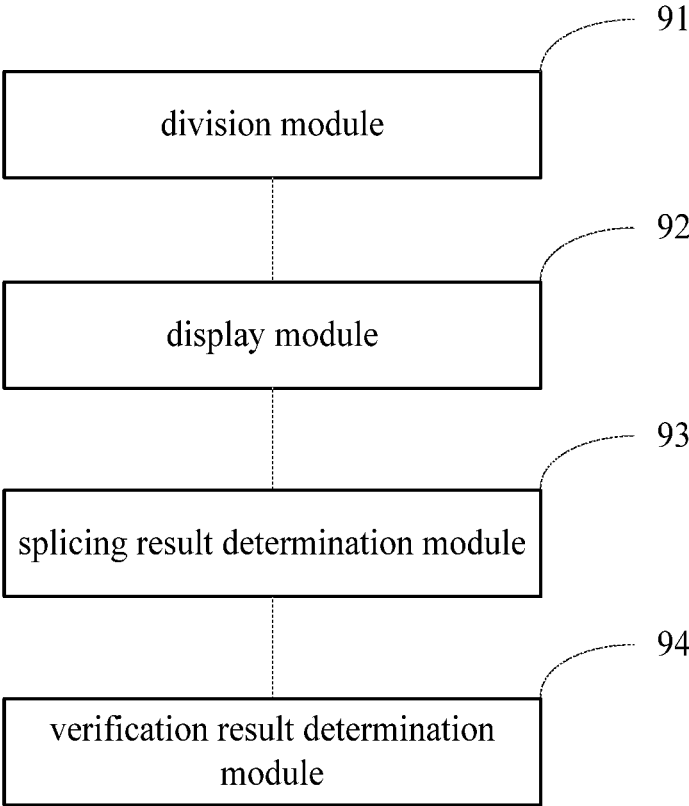 91
division module
92
display module
93
splicing result determination module
94
verification result determination
module